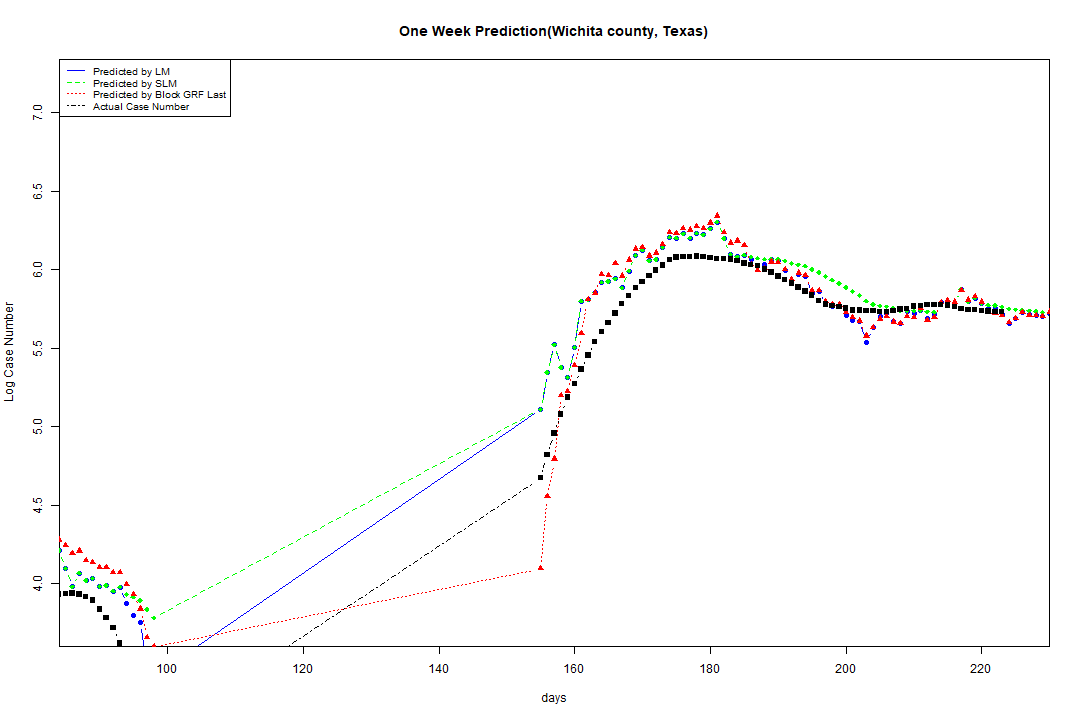 One Week Prediction(Wichita county, Texas)
Predicted by LM
Predicted by SLM
Predicted by Block GRF Last
Actual Case Number
7.0
6.5
6.0
5.5
5.0
4.5
4.0
Log Case Number
100 120 140 160 180 200 220
days